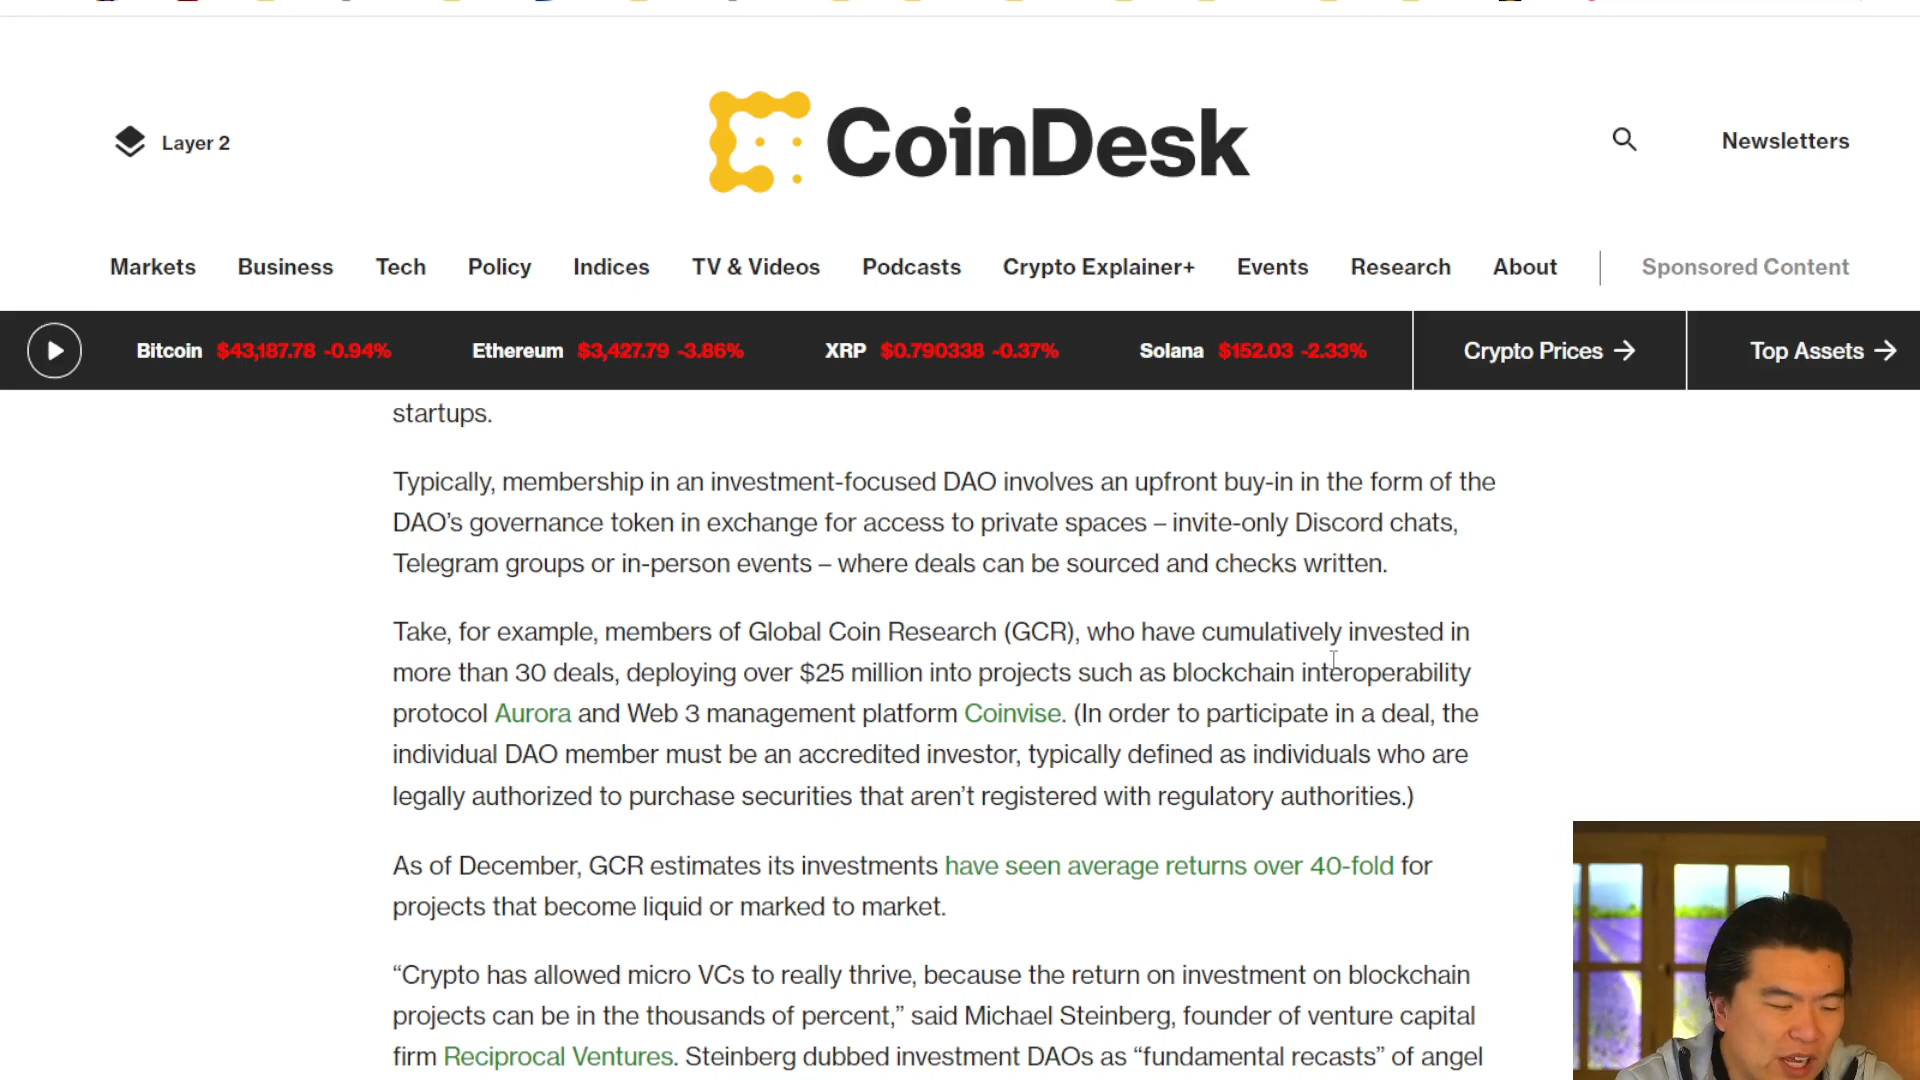 Layer 2
CoinDesk
Newsletters
Markets Business Tech Policy Indices TV & Videos Podcasts Crypto Explainer+ Events Research About Sponsored Content
Bitcoin $43,187.78 -0.94% Ethereum $3,427.79 -3.86% XRP $0.790338 -0.37% Solana $152.03 -2.33% Crypto Prices → Top Assets →
startups.
Typically, membership in an investment-focused DAO involves an upfront buy-in in the form of the
DAO’s governance token in exchange for access to private spaces – invite-only Discord chats,
Telegram groups or in-person events – where deals can be sourced and checks written.
Take, for example, members of Global Coin Research (GCR), who have cumulatively invested in
more than 30 deals, deploying over $25 million into projects such as blockchain interoperability
protocol Aurora and Web 3 management platform Coinvise. (In order to participate in a deal, the
individual DAO member must be an accredited investor, typically defined as individuals who are
legally authorized to purchase securities that aren’t registered with regulatory authorities.)
As of December, GCR estimates its investments have seen average returns over 40-fold for
projects that become liquid or marked to market.
“Crypto has allowed micro VCs to really thrive, because the return on investment on blockchain
projects can be in the thousands of percent,” said Michael Steinberg, founder of venture capital
firm Reciprocal Ventures. Steinberg dubbed investment DAOs as “fundamental recasts” of angel